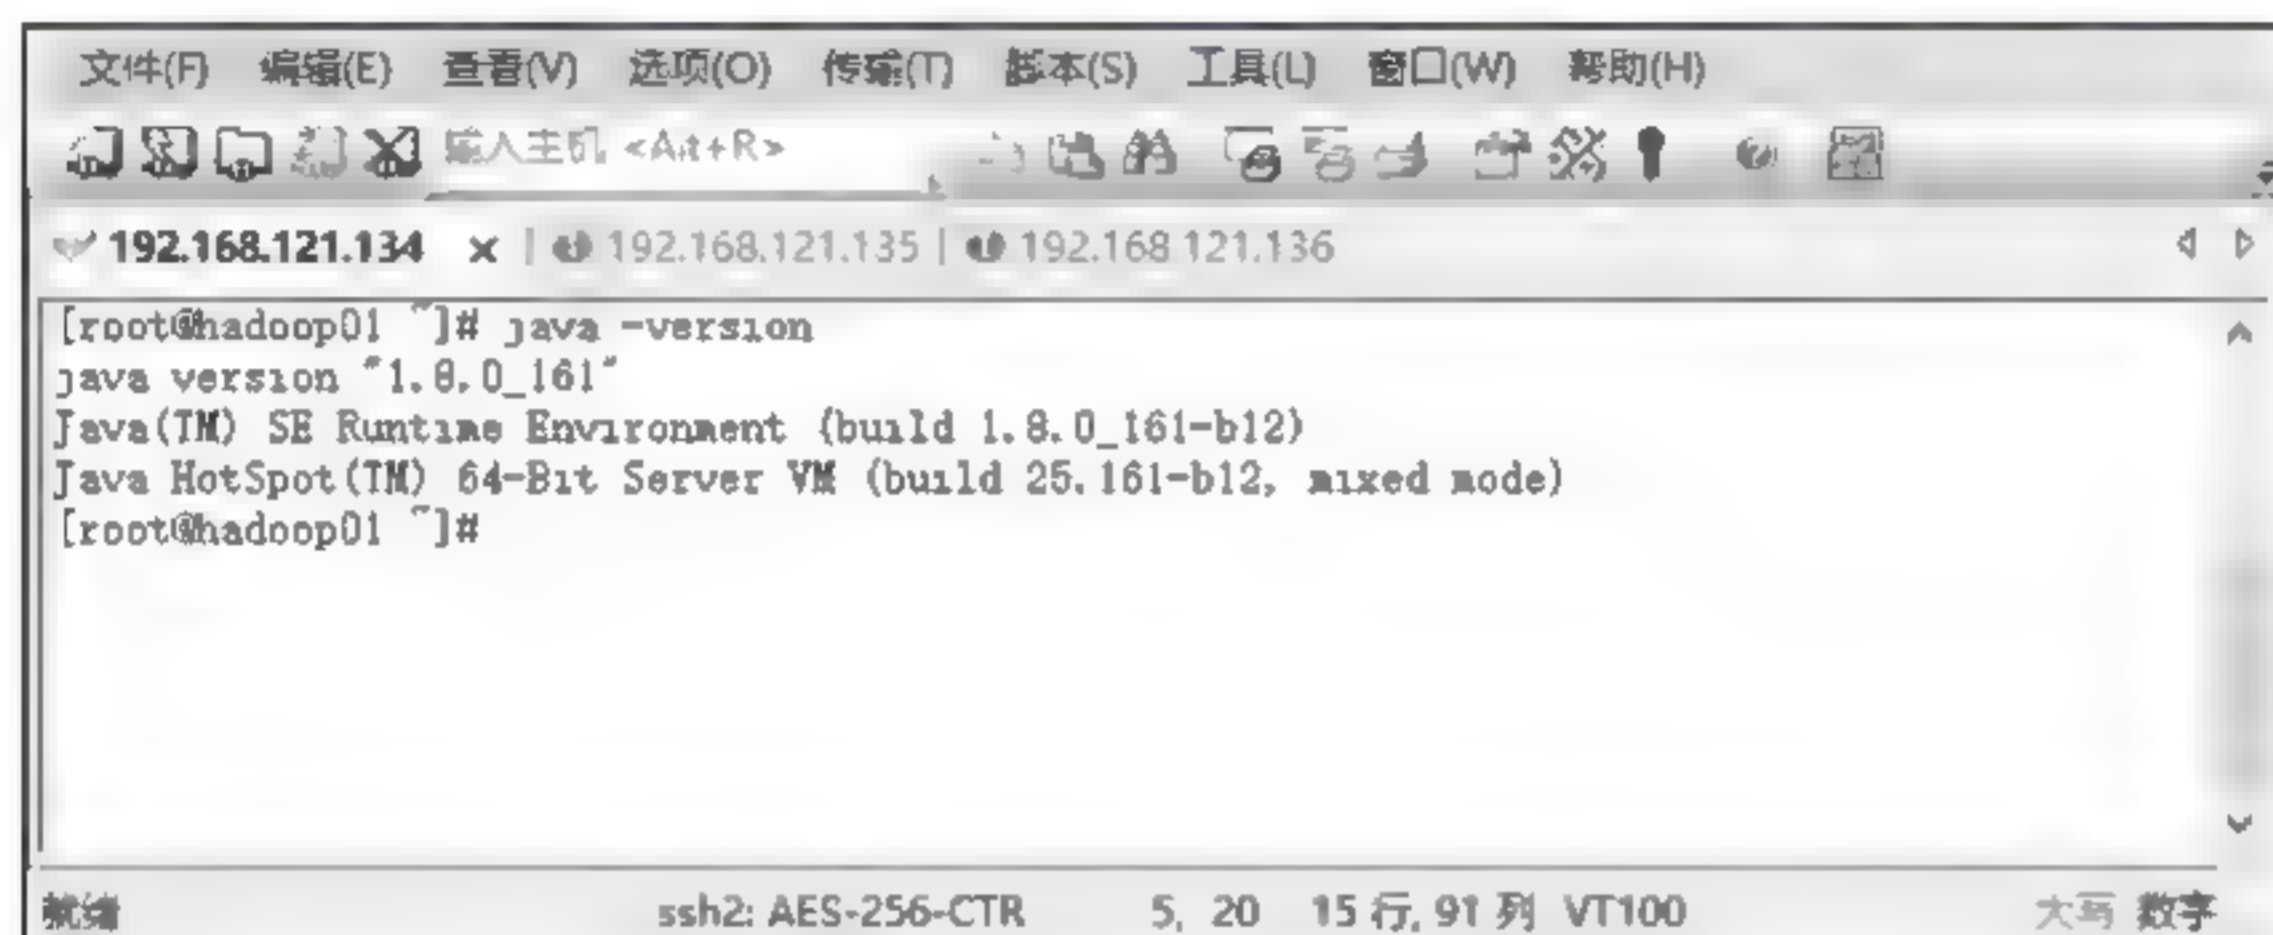 文件(F) 编辑(E) 查看(V) 选项(O) 传输(T) 脚本(S) 工具(L) 窗口(W) 帮助(H)
输入主机 <Alt+R>
192.168.121.134 × | 192.168.121.135 | 192.168.121.136
[root@hadoop01 ~]# java -version
java version "1.8.0_161"
Java(TM) SE Runtime Environment (build 1.8.0_161-b12)
Java HotSpot(TM) 64-Bit Server VM (build 25.161-b12, mixed mode)
[root@hadoop01 ~]#
就绪 ssh2: AES-256-CTR 5, 20 15 行, 91 列 VT100 大写 数字